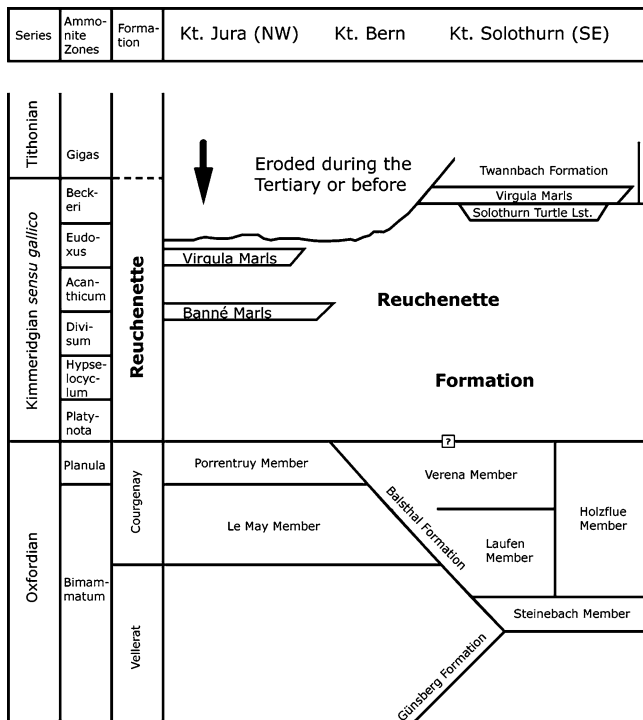 Series
Ammo-
nite
Zones
Forma-
tion
Kt. Jura (NW)
Kt. Bern
Kt. Solothurn (SE)
Tithonian
Kimmeridgian sensu gallico
Oxfordian
Gigas
Beck-
eri
Eudo-
xus
Acan-
thicum
Divi-
sum
Hypse-
locyc-
lum
Platy-
nota
Planula
Bimam-
matum
Reuchenette
Courgenay
Vellerat
Eroded during the
Tertiary or before
Twannbach Formation
Virgula Marls
Solothurn Turtle Lst.
Virgula Marls
Banné Marls
Reuchenette
Formation
?
Porrentruy Member
Le May Member
Balsthal Formation
Verena Member
Laufen
Member
Holzflue
Member
Steinebach Member
Günsberg Formation